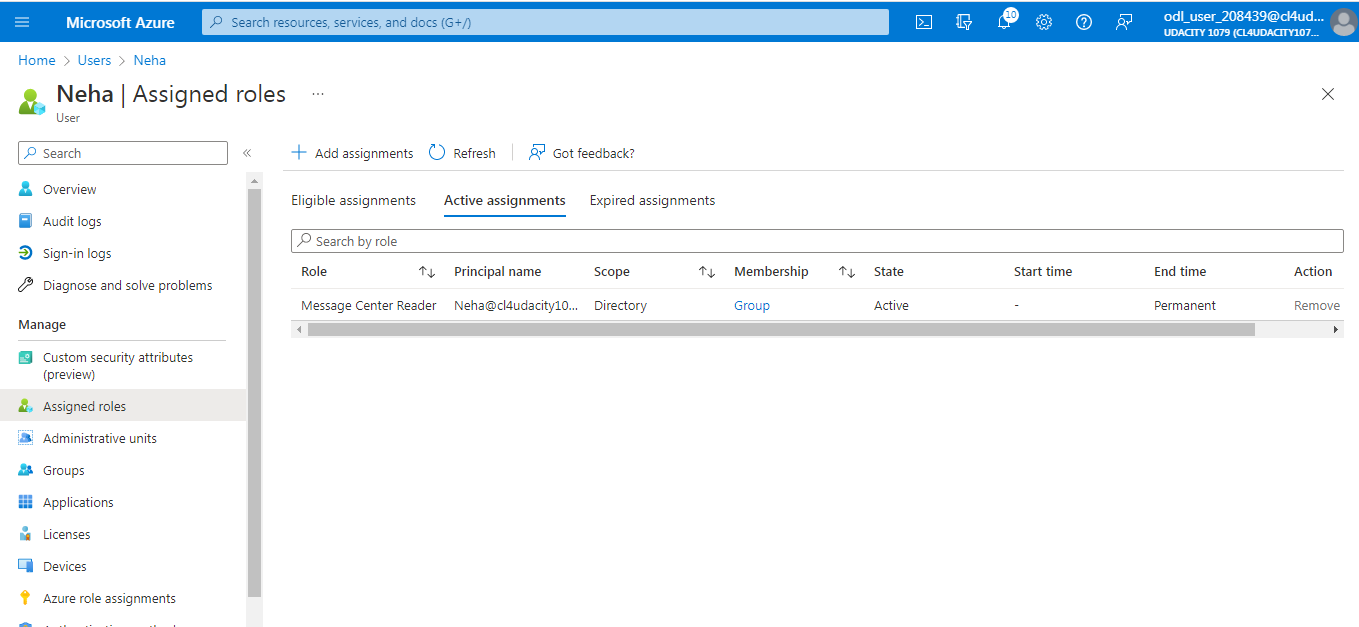 Microsoft Azure
Search resources, services, and docs (G+/)
10
odl_user_208439@cl4ud...
UDACITY 1079 (CL4UDACITY107...
Home > Users > Neha
Neha | Assigned roles ...
User
Search
«
Overview
Audit logs
Sign-in logs
Diagnose and solve problems
Manage
Custom security attributes
(preview)
Assigned roles
Administrative units
Groups
Applications
Licenses
Devices
Azure role assignments
+ Add assignments Refresh Got feedback?
Eligible assignments Active assignments Expired assignments
Search by role
Role Principal name Scope Membership State Start time End time Action
Message Center Reader Neha@cl4udacity10... Directory Group Active - Permanent Remove